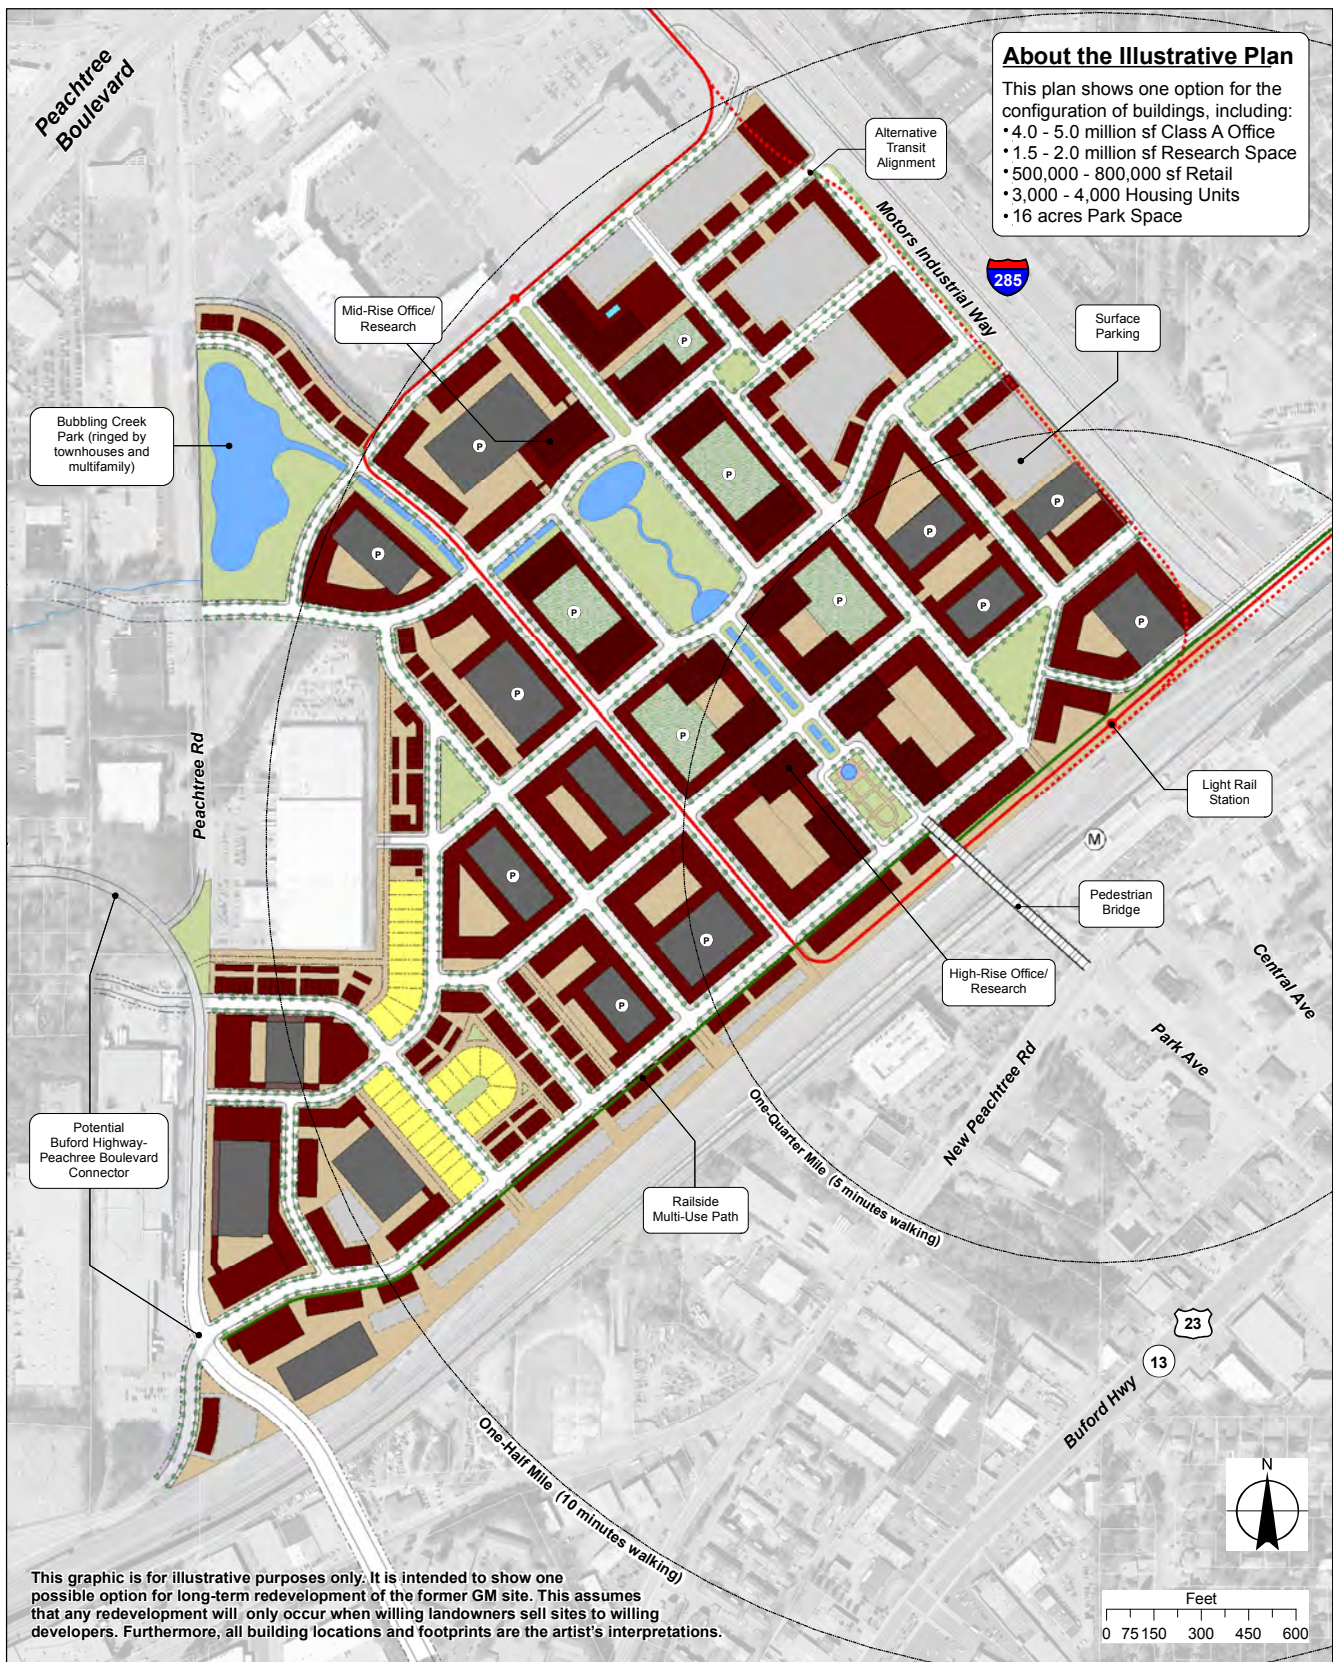 Peachtree
Boulevard
About the Illustrative Plan
This plan shows one option for the
configuration of buildings, including:
• 4.0 - 5.0 million sf Class A Office
• 1.5 - 2.0 million sf Research Space
• 500,000 - 800,000 sf Retail
• 3,000 - 4,000 Housing Units
• 16 acres Park Space
Alternative
Transit
Alignment
Motors Industrial Way
285
Mid-Rise Office/
Research
Surface
Parking
P
Bubbling Creek
Park (ringed by
townhouses and
multifamily)
P
P
P
P
P
P
P
P
P
P
P
P
Peachtree Rd
Light Rail
Station
M
P
Pedestrian
Bridge
P
High-Rise Office/
Research
Central Ave
P
Park Ave
New Peachtree Rd
One-Quarter Mile (5 minutes walking)
Potential
Buford Highway-
Peachree Boulevard
Connector
Railside
Multi-Use Path
23
13
Buford Hwy
One-Half Mile (10 minutes walking)
N
This graphic is for illustrative purposes only. It is intended to show one
possible option for long-term redevelopment of the former GM site. This assumes
that any redevelopment will only occur when willing landowners sell sites to willing
developers. Furthermore, all building locations and footprints are the artist's interpretations.
Feet
0 75 150 300 450 600